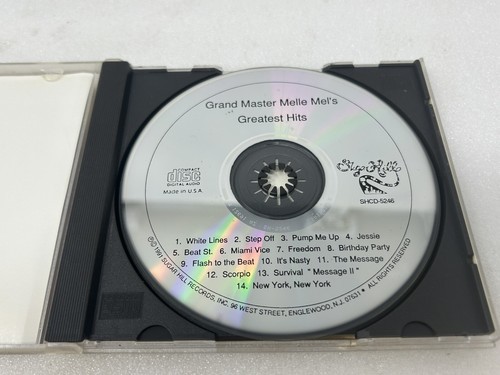 Grand Master Melle Mel's
Greatest Hits
COMPACT
disc
DIGITAL AUDIO
Made in U.S.A.
Sugar Hill
SHCD-5246
1. White Lines 2. Step Off 3. Pump Me Up 4. Jessie
5. Beat St. 6. Miami Vice 7. Freedom 8. Birthday Party
9. Flash to the Beat 10. It's Nasty 11. The Message
12. Scorpio 13. Survival "Message II"
14. New York, New York
℗© 1991 SUGAR HILL RECORDS, INC. 96 WEST STREET, ENGLEWOOD, N.J. 07631 • ALL RIGHTS RESERVED